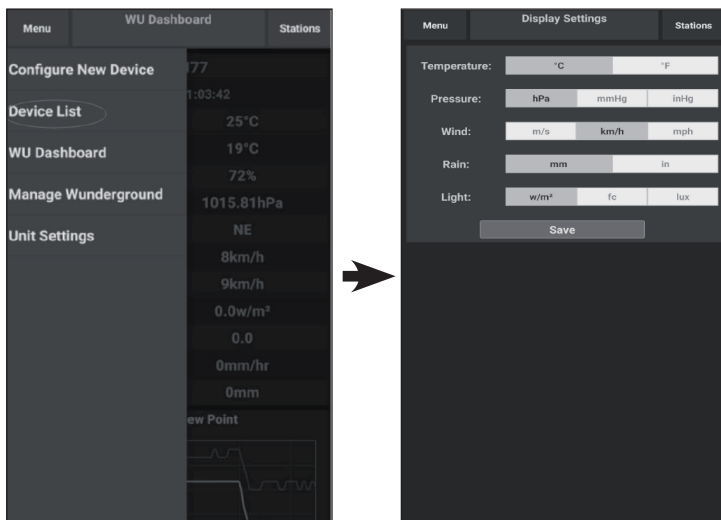 WU Dashboard
Menu
Stations
Configure New Device
1:03:42
Device List
25°C
WU Dashboard
19°C
72%
Manage Wunderground
1015.81hPa
Unit Settings
NE
8km/h
9km/h
0.0w/m²
0.0
0mm/hr
0mm
ew Point
Display Settings
Menu
Stations
Temperature: °C °F
Pressure: hPa mmHg inHg
Wind: m/s km/h mph
Rain: mm in
Light: w/m² fc lux
Save